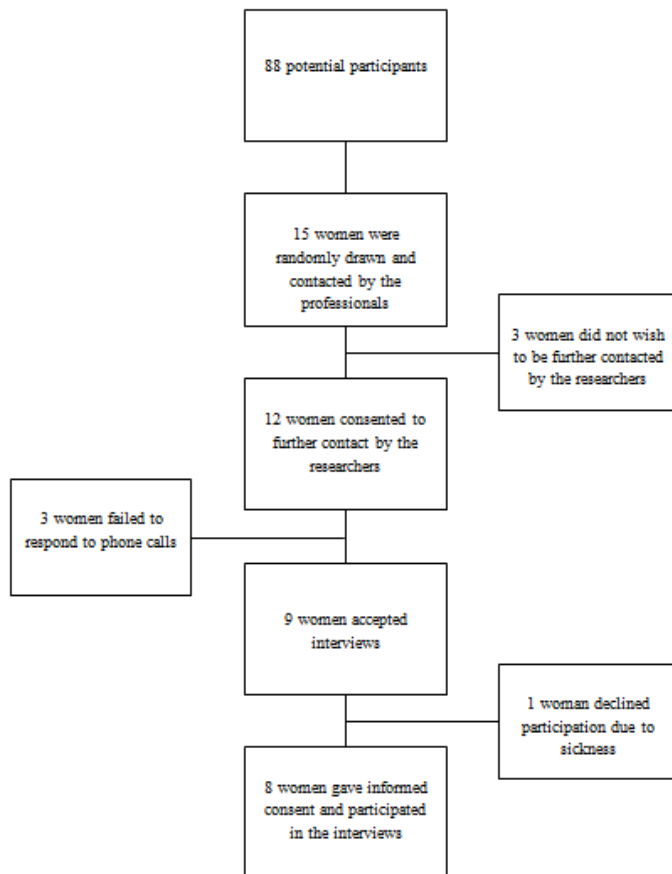 88 potential participants
15 women were
randomly drawn and
contacted by the
professionals
3 women did not wish
to be further contacted
by the researchers
12 women consented to
further contact by the
researchers
3 women failed to
respond to phone calls
9 women accepted
interviews
1 woman declined
participation due to
sickness
8 women gave informed
consent and participated
in the interviews